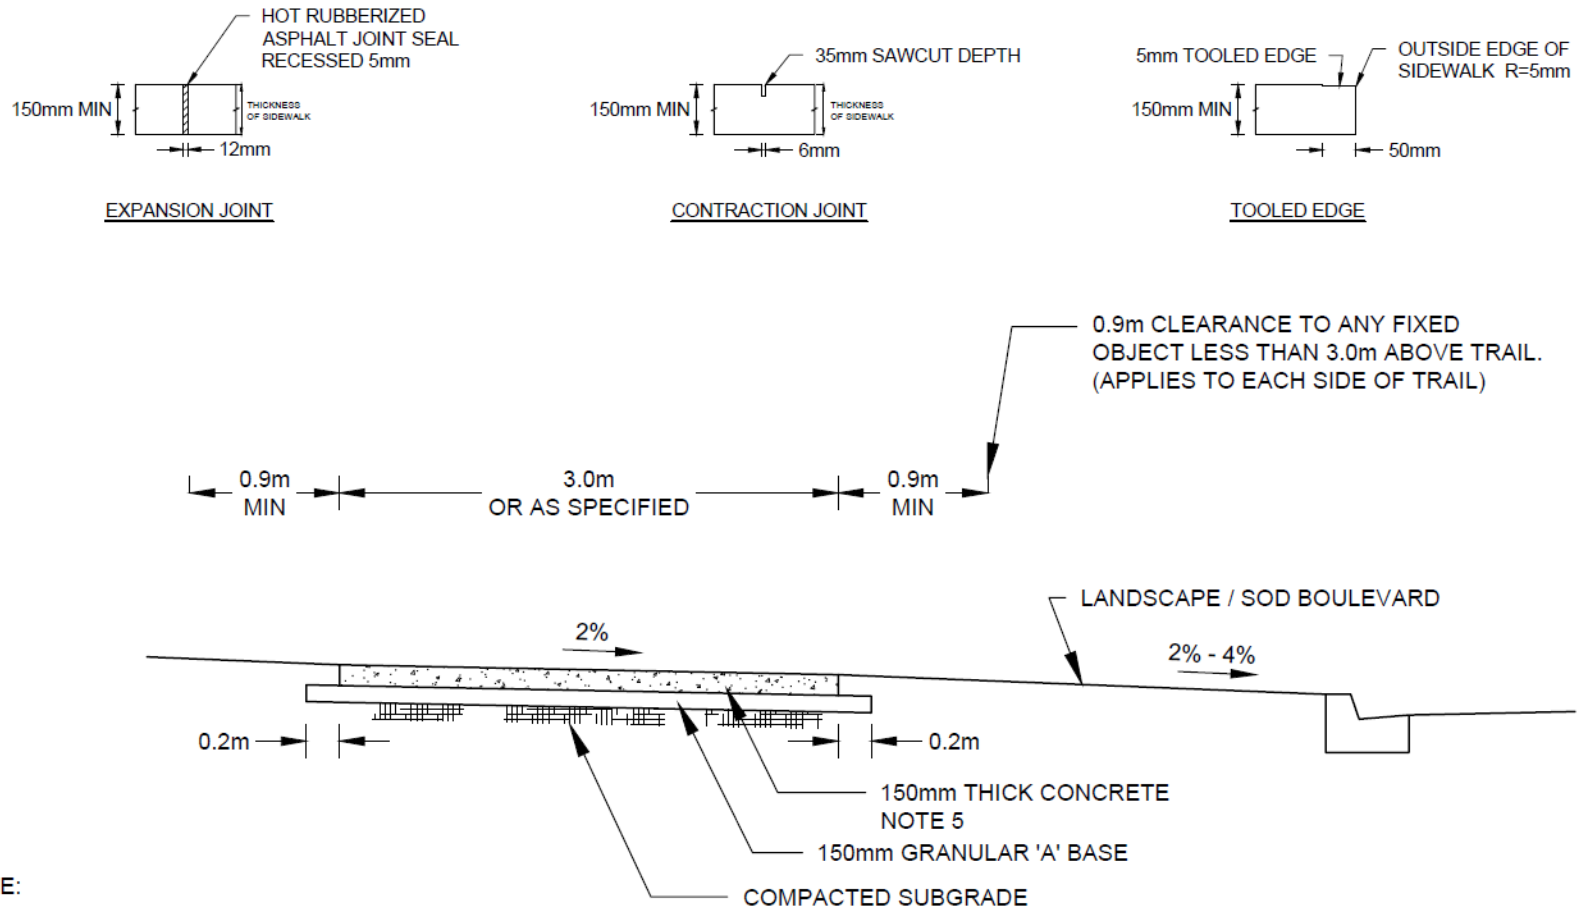 HOT RUBBERIZED
ASPHALT JOINT SEAL
RECESSED 5mm
150mm MIN
THICKNESS
OF SIDEWALK
12mm
EXPANSION JOINT
35mm SAWCUT DEPTH
150mm MIN
THICKNESS
OF SIDEWALK
6mm
CONTRACTION JOINT
5mm TOOLED EDGE
OUTSIDE EDGE OF
SIDEWALK R=5mm
150mm MIN
50mm
TOOLED EDGE
0.9m CLEARANCE TO ANY FIXED
OBJECT LESS THAN 3.0m ABOVE TRAIL.
(APPLIES TO EACH SIDE OF TRAIL)
0.9m
MIN
3.0m
OR AS SPECIFIED
0.9m
MIN
LANDSCAPE / SOD BOULEVARD
2%
2% - 4%
0.2m
0.2m
150mm THICK CONCRETE
NOTE 5
150mm GRANULAR 'A' BASE
COMPACTED SUBGRADE
E: